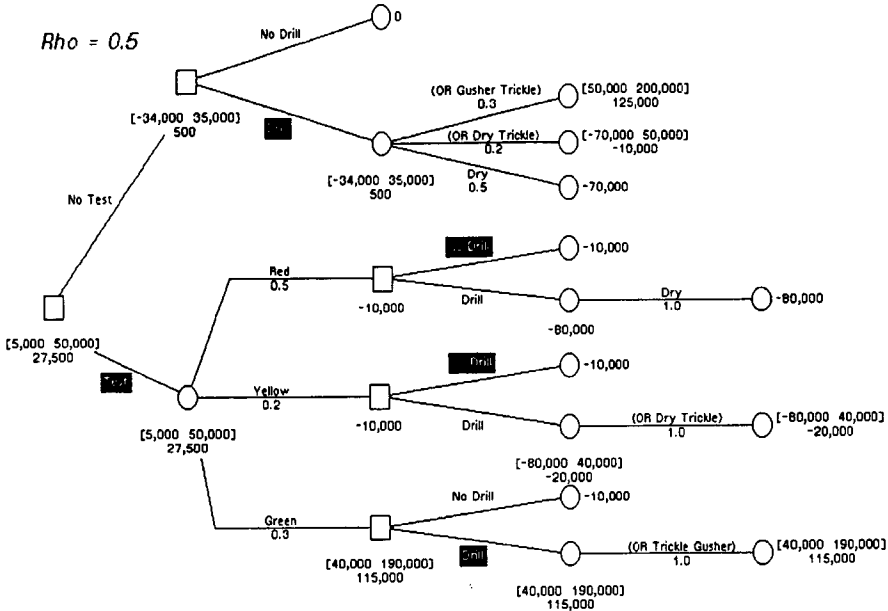 Rho = 0.5
No Drill
0
[-34,000 35,000]
500
(OR Gusher Trickle)
0.3
[50,000 200,000]
125,000
(OR Dry Trickle)
0.2
[-70,000 50,000]
-10,000
[-34,000 35,000]
500
Dry
0.5
-70,000
No Test
Drill
-10,000
Red
0.5
-10,000
Drill
-80,000
Dry
1.0
-80,000
[5,000 50,000]
27,500
Test
Drill
-10,000
Yellow
0.2
-10,000
Drill
[-80,000 40,000]
-20,000
(OR Dry Trickle)
1.0
[-80,000 40,000]
-20,000
[5,000 50,000]
27,500
No Drill
-10,000
Green
0.3
[40,000 190,000]
115,000
Drill
[40,000 190,000]
115,000
(OR Trickle Gusher)
1.0
[40,000 190,000]
115,000